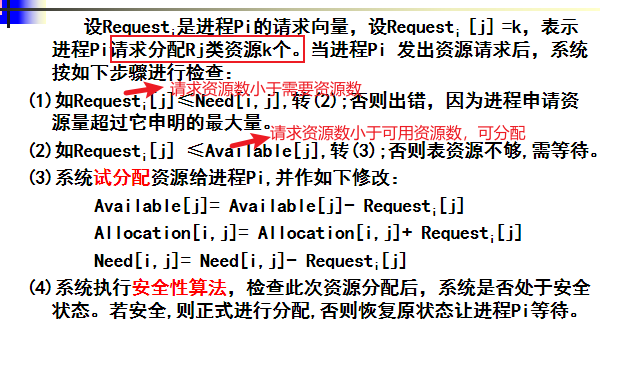 设Requestᵢ是进程Pi的请求向量，设Requestᵢ [j] =k，表示
进程Pi请求分配Rj类资源k个。当进程Pi 发出资源请求后，系统
按如下步骤进行检查：
请求资源数小于需要资源数
(1)如Requestᵢ[j]≤Need[i,j],转(2);否则出错，因为进程申请资
源量超过它申明的最大量。
请求资源数小于可用资源数，可分配
(2)如Requestᵢ[j] ≤Available[j],转(3);否则表资源不够,需等待。
(3)系统试分配资源给进程Pi,并作如下修改：
Available[j]= Available[j]- Requestᵢ[j]
Allocation[i,j]= Allocation[i,j]+ Requestᵢ[j]
Need[i,j]= Need[i,j]- Requestᵢ[j]
(4)系统执行安全性算法，检查此次资源分配后，系统是否处于安全
状态。若安全,则正式进行分配,否则恢复原状态让进程Pi等待。